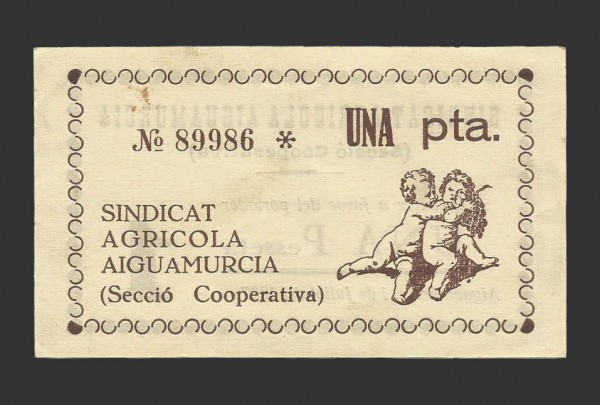 № 89986 * UNA pta.
SINDICAT
AGRICOLA
AIGUAMURCIA
(Secció Cooperativa)